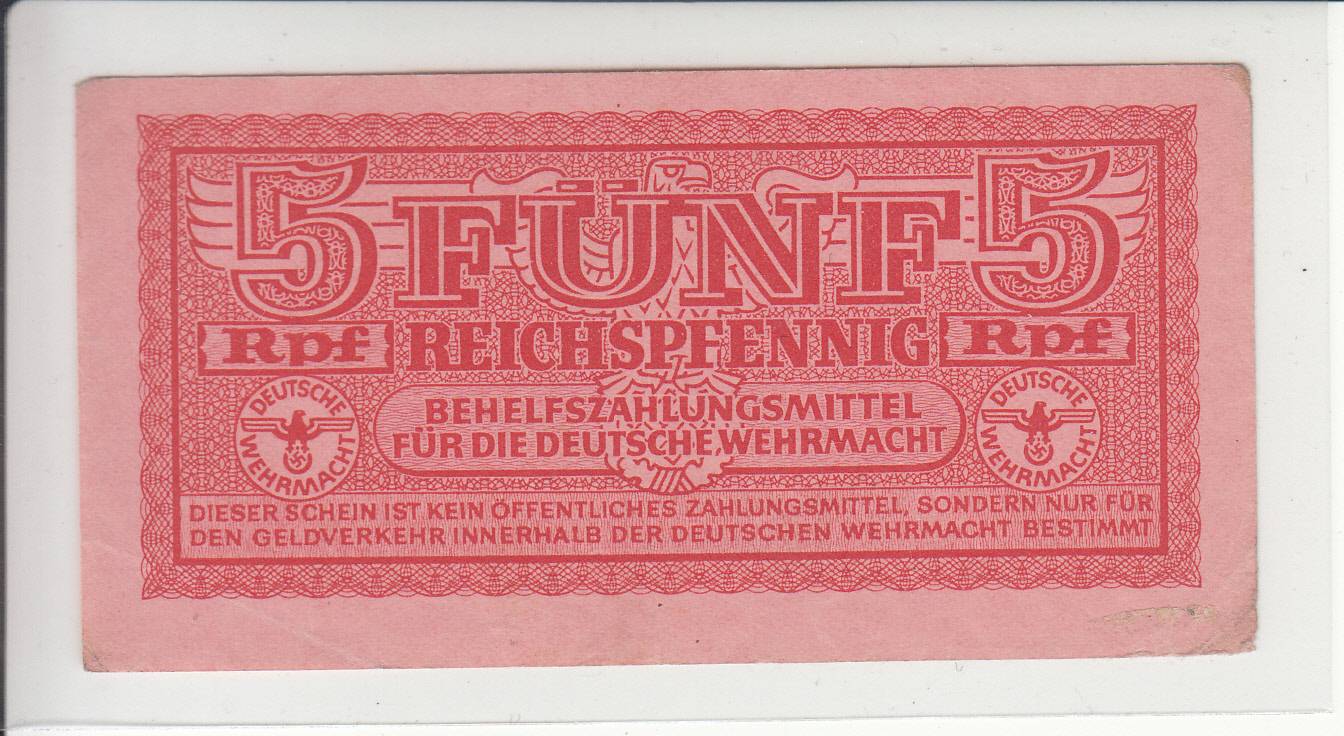 5 FÜNF 5
Rpf REICHSPFENNIG Rpf
DEUTSCHE WEHRMACHT
BEHELFSZAHLUNGSMITTEL
FÜR DIE DEUTSCHE WEHRMACHT
DEUTSCHE WEHRMACHT
DIESER SCHEIN IST KEIN ÖFFENTLICHES ZAHLUNGSMITTEL, SONDERN NUR FÜR
DEN GELDVERKEHR INNERHALB DER DEUTSCHEN WEHRMACHT BESTIMMT